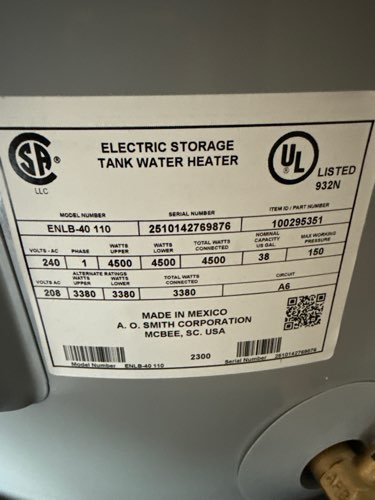 ELECTRIC STORAGE
TANK WATER HEATER
CSA ®
LLC
UL ®
LISTED
932N
MODEL NUMBER SERIAL NUMBER ITEM ID / PART NUMBER
ENLB-40 110 2510142769876 100295351
VOLTS - AC PHASE WATTS UPPER WATTS LOWER TOTAL WATTS CONNECTED NOMINAL CAPACITY US GAL. MAX WORKING PRESSURE
240 1 4500 4500 4500 38 150
ALTERNATE RATINGS
VOLTS - AC WATTS UPPER WATTS LOWER TOTAL WATTS CONNECTED CIRCUIT
208 3380 3380 3380 A6
MADE IN MEXICO
A. O. SMITH CORPORATION
MCBEE, SC. USA
2300
Model Number ENLB-40 110
Serial Number 2510142769876